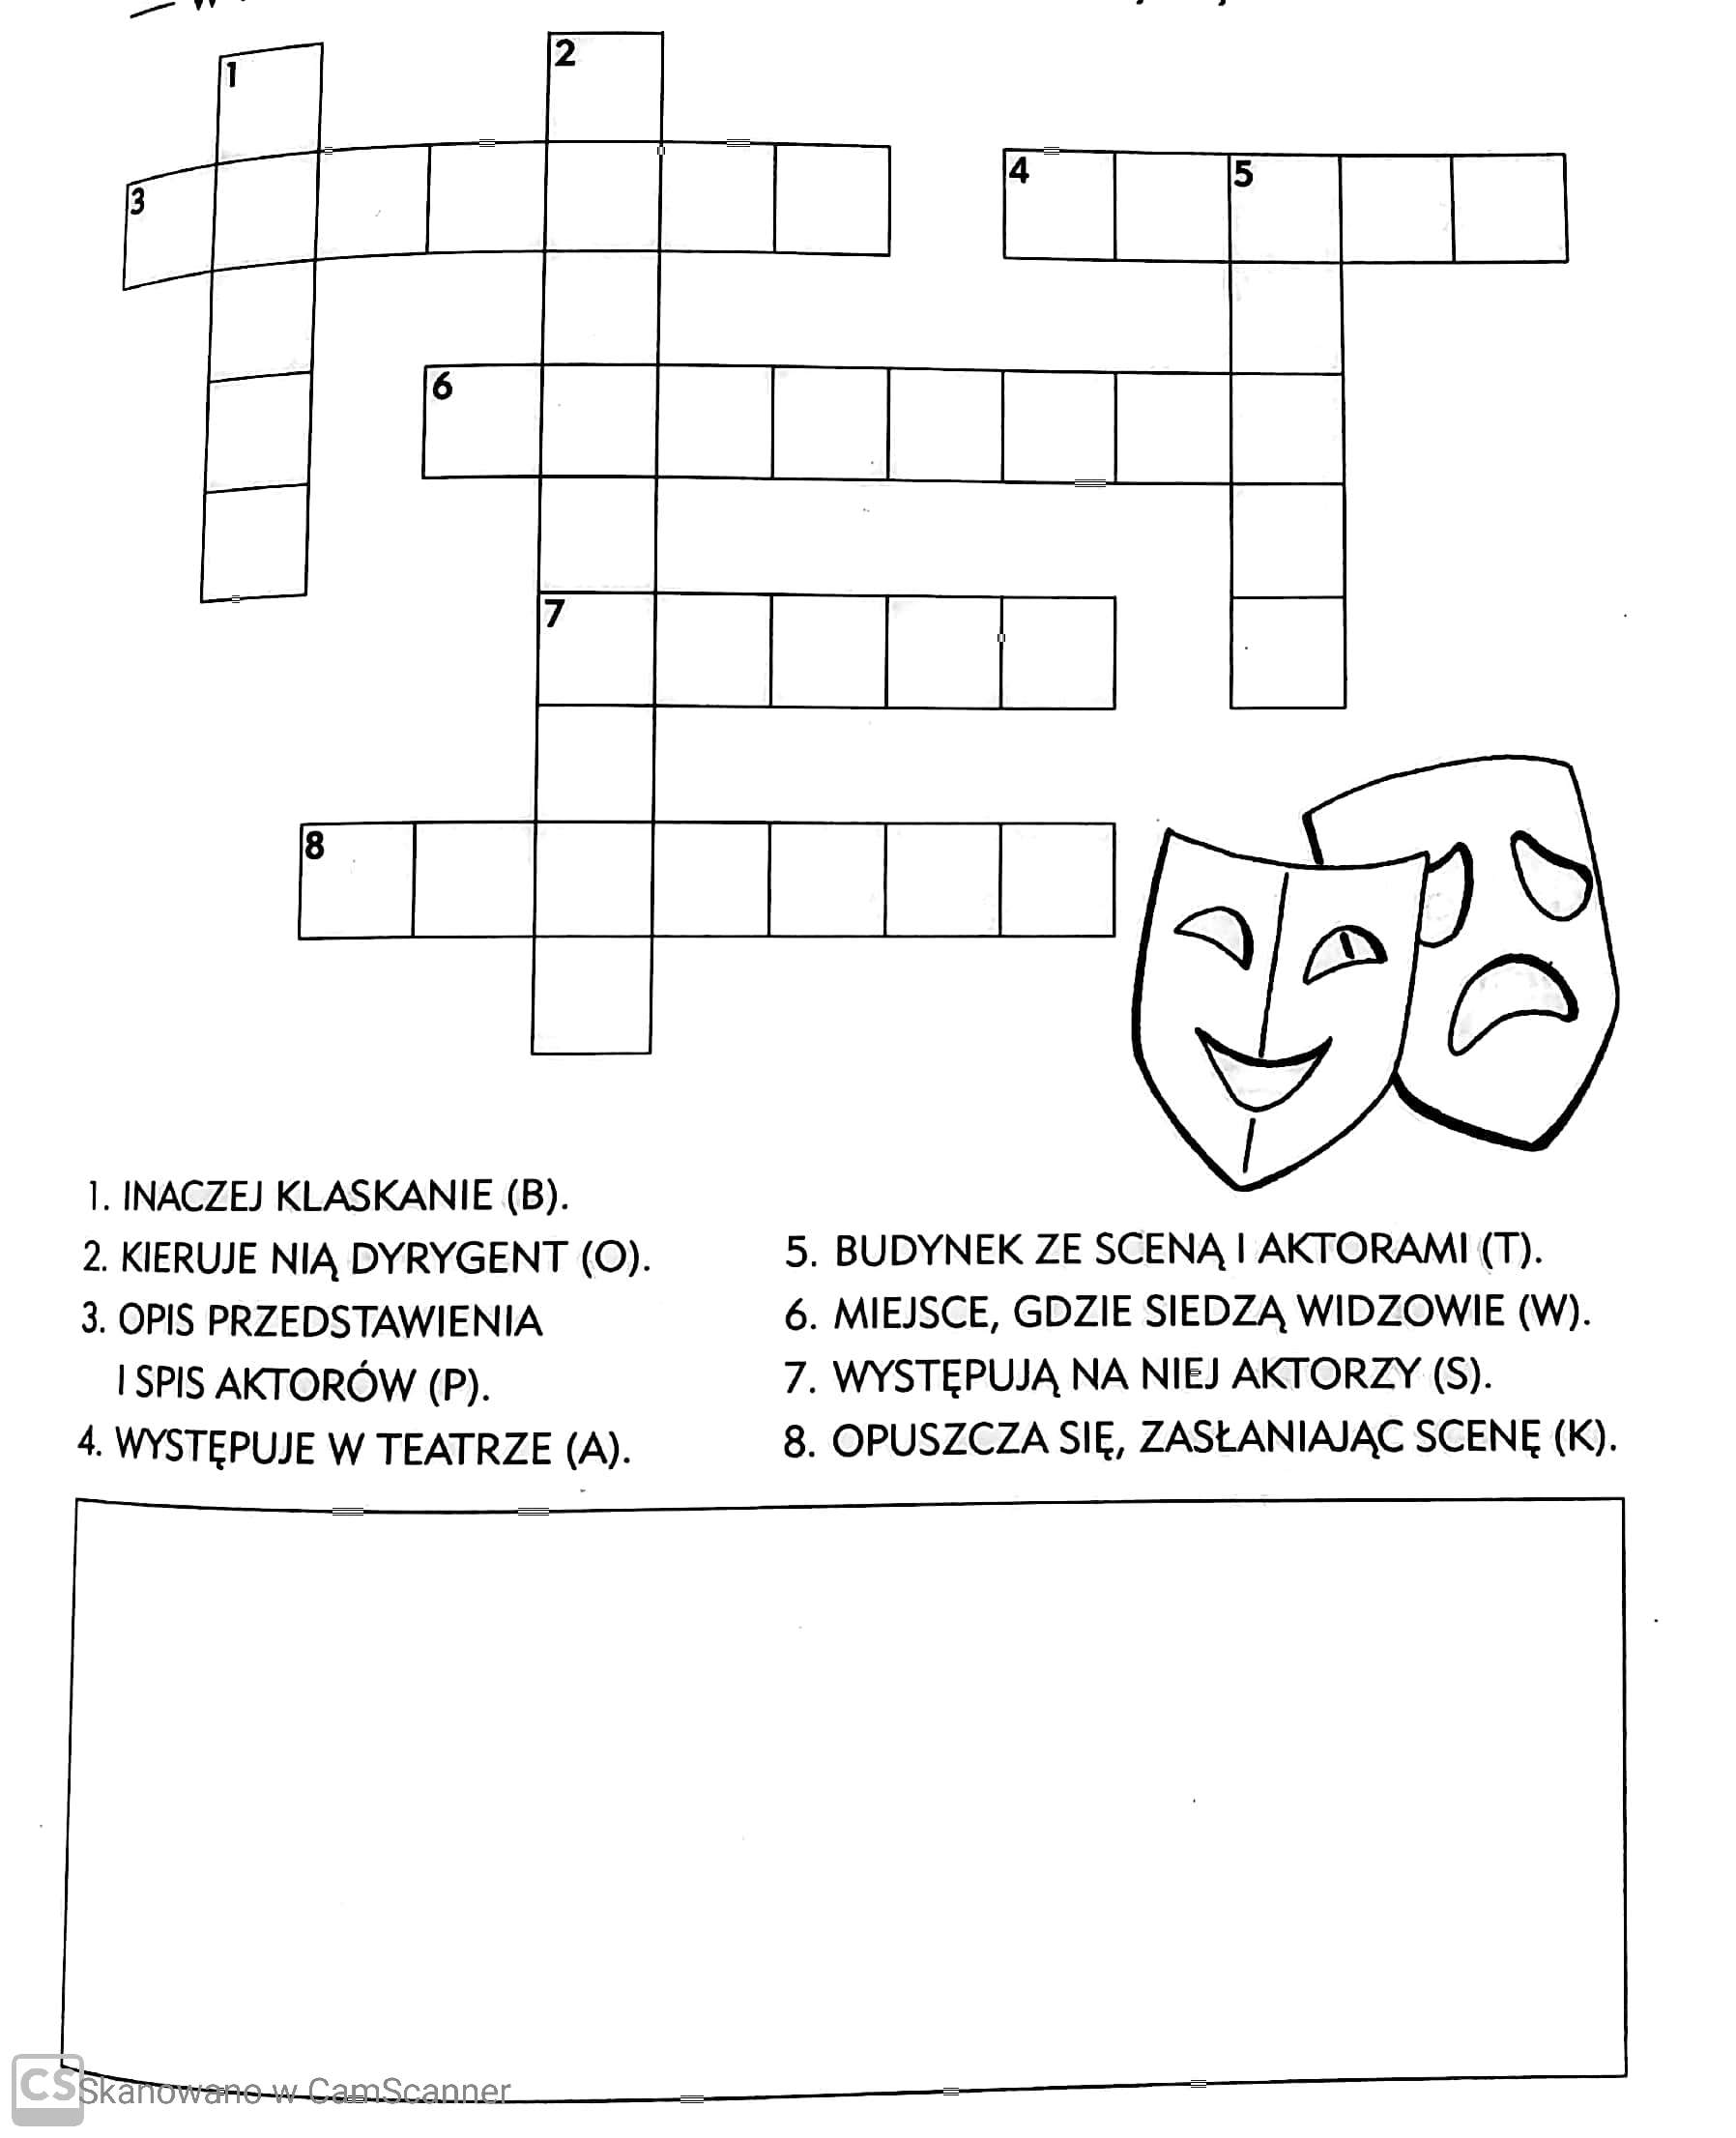 1
2
3
4
5
6
7
8
1. INACZEJ KLASKANIE (B).
2. KIERUJE NIĄ DYRYGENT (O).
3. OPIS PRZEDSTAWIENIA
I SPIS AKTORÓW (P).
4. WYSTĘPUJE W TEATRZE (A).
5. BUDYNEK ZE SCENĄ I AKTORAMI (T).
6. MIEJSCE, GDZIE SIEDZĄ WIDZOWIE (W).
7. WYSTĘPUJĄ NA NIEJ AKTORZY (S).
8. OPUSZCZA SIĘ, ZASŁANIAJĄC SCENĘ (K).
CS Skanowano w CamScanner